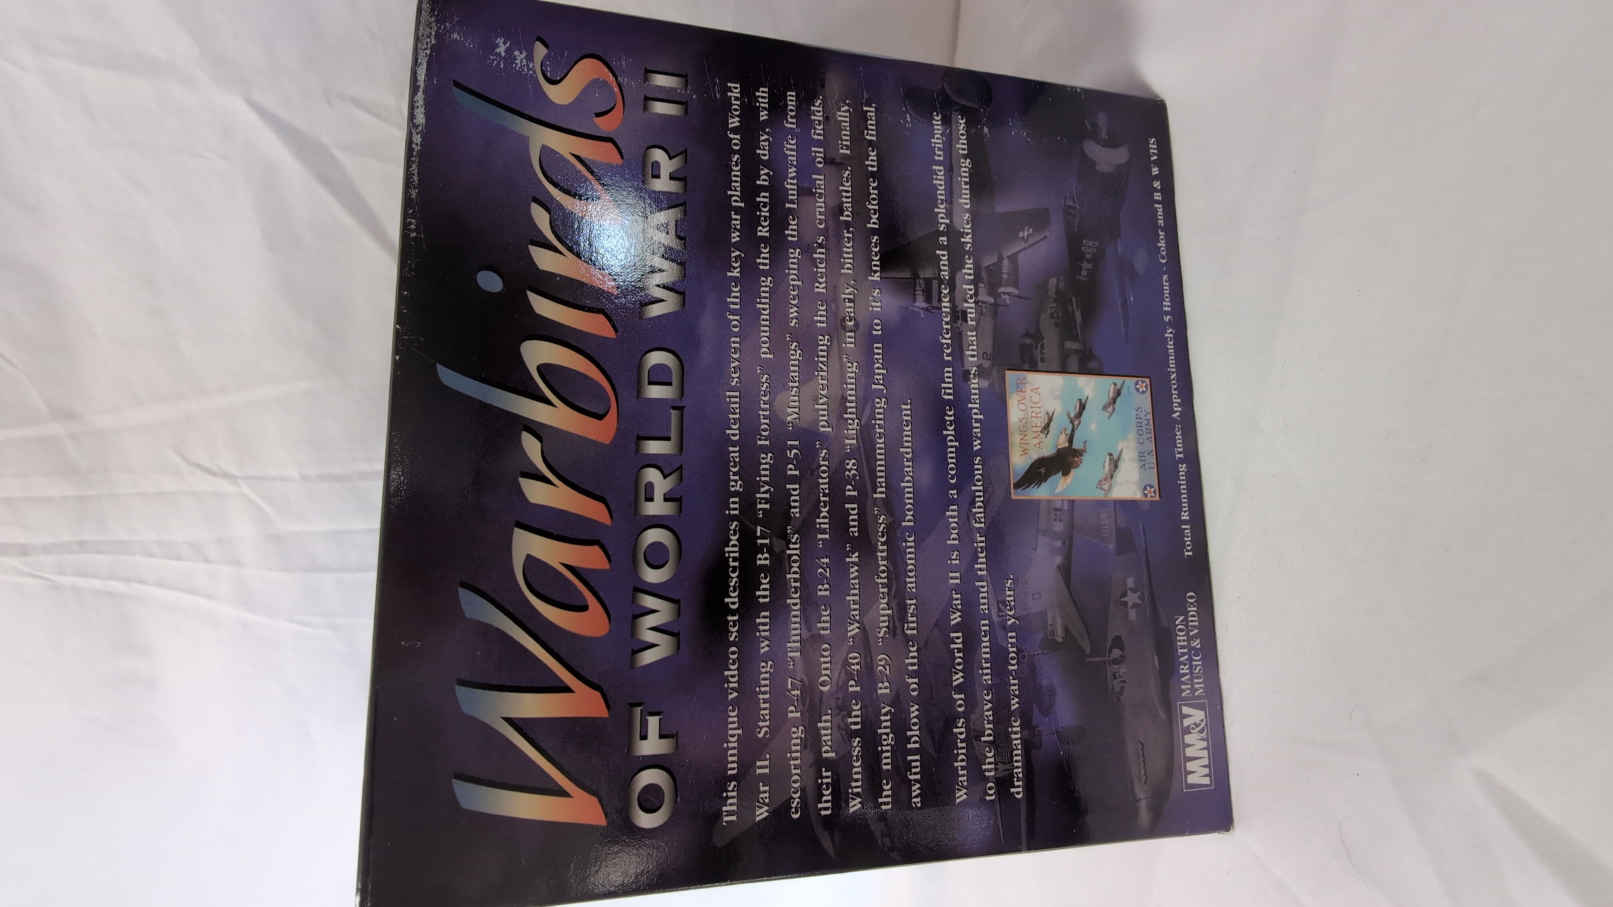 Warbirds
OF WORLD WAR II
This unique video set describes in great detail seven of the key war planes of World
War II. Starting with the B-17 “Flying Fortress” pounding the Reich by day, with
escorting P-47 “Thunderbolts” and P-51 “Mustangs” sweeping the Luftwaffe from
their path. Onto the B-24 “Liberators” pulverizing the Reich's crucial oil fields.
Witness the P-40 “Warhawk” and P-38 “Lightning” in early, bitter, battles. Finally,
the mighty B-29 “Superfortress” hammering Japan to it's knees before the final,
awful blow of the first atomic bombardment.
Warbirds of World War II is both a complete film reference and a splendid tribute
to the brave airmen and their fabulous warplanes that ruled the skies during those
dramatic war-torn years.
WINGS OVER
AMERICA
AIR CORPS
U.S. ARMY
MM&V
MARATHON
MUSIC & VIDEO
Total Running Time: Approximately 5 Hours - Color and B & W VHS